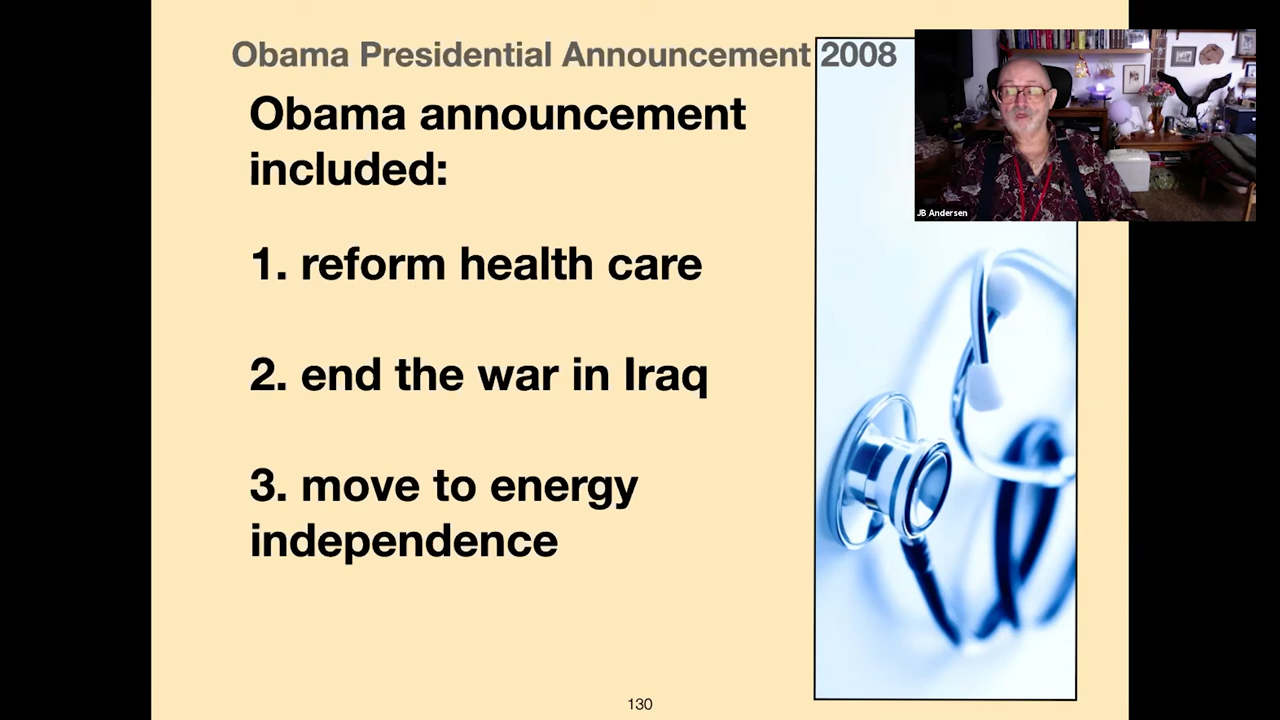 Obama Presidential Announcement 2008
Obama announcement
included:
1. reform health care
2. end the war in Iraq
3. move to energy
independence
130
JB Andersen